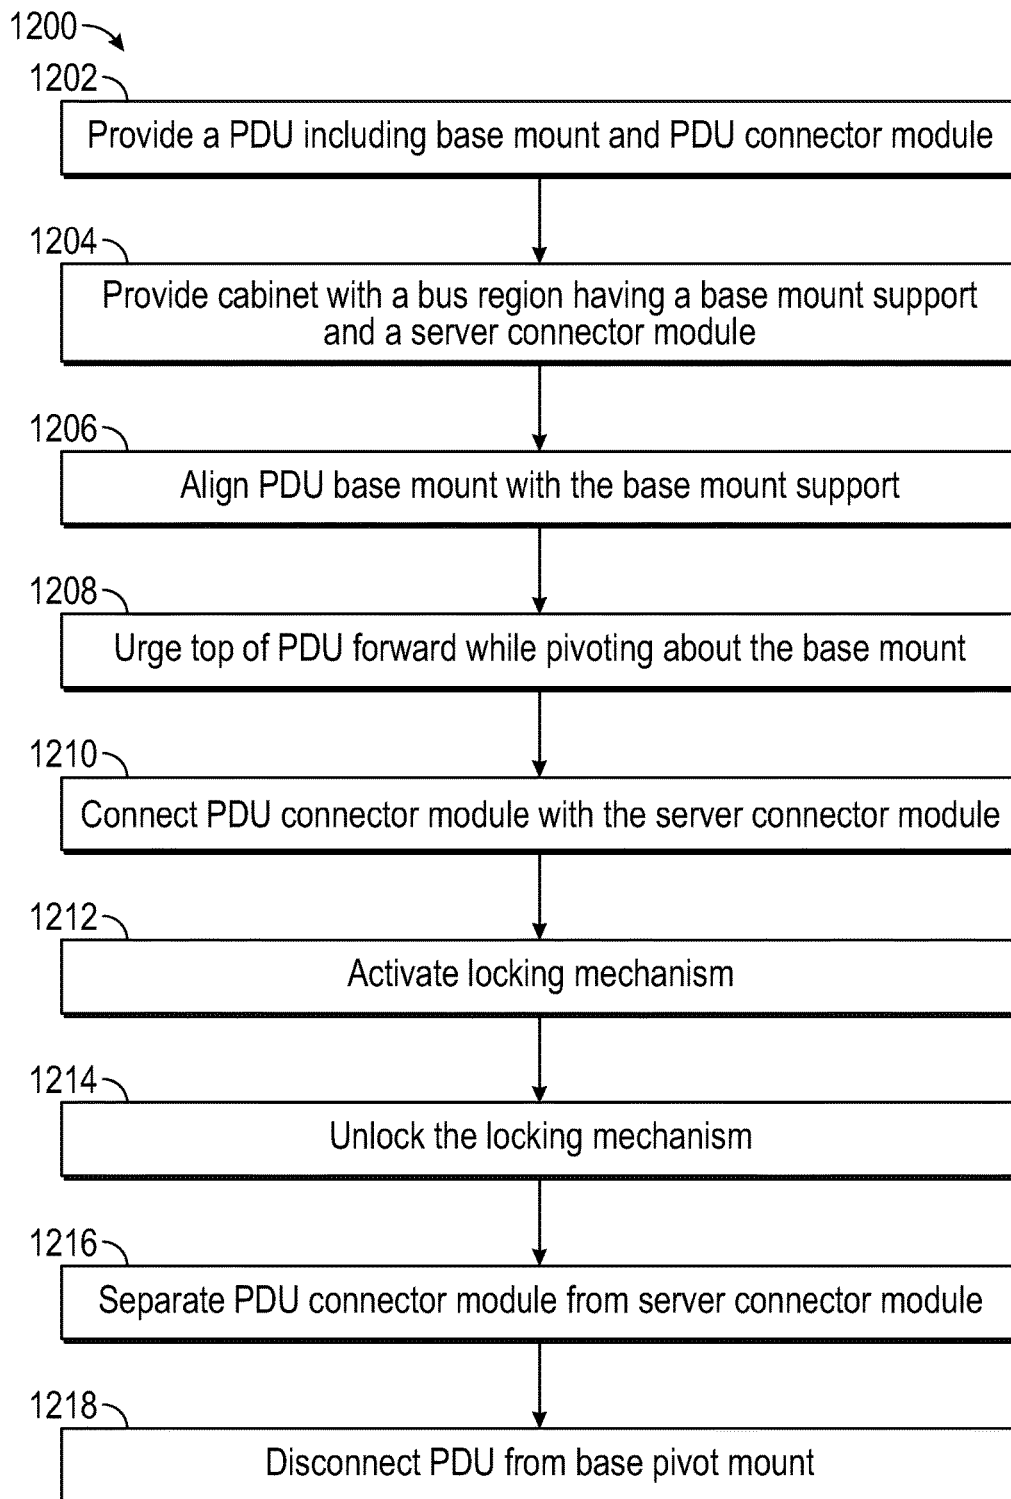 1200
1202
Provide a PDU including base mount and PDU connector module
1204
Provide cabinet with a bus region having a base mount support
and a server connector module
1206
Align PDU base mount with the base mount support
1208
Urge top of PDU forward while pivoting about the base mount
1210
Connect PDU connector module with the server connector module
1212
Activate locking mechanism
1214
Unlock the locking mechanism
1216
Separate PDU connector module from server connector module
1218
Disconnect PDU from base pivot mount